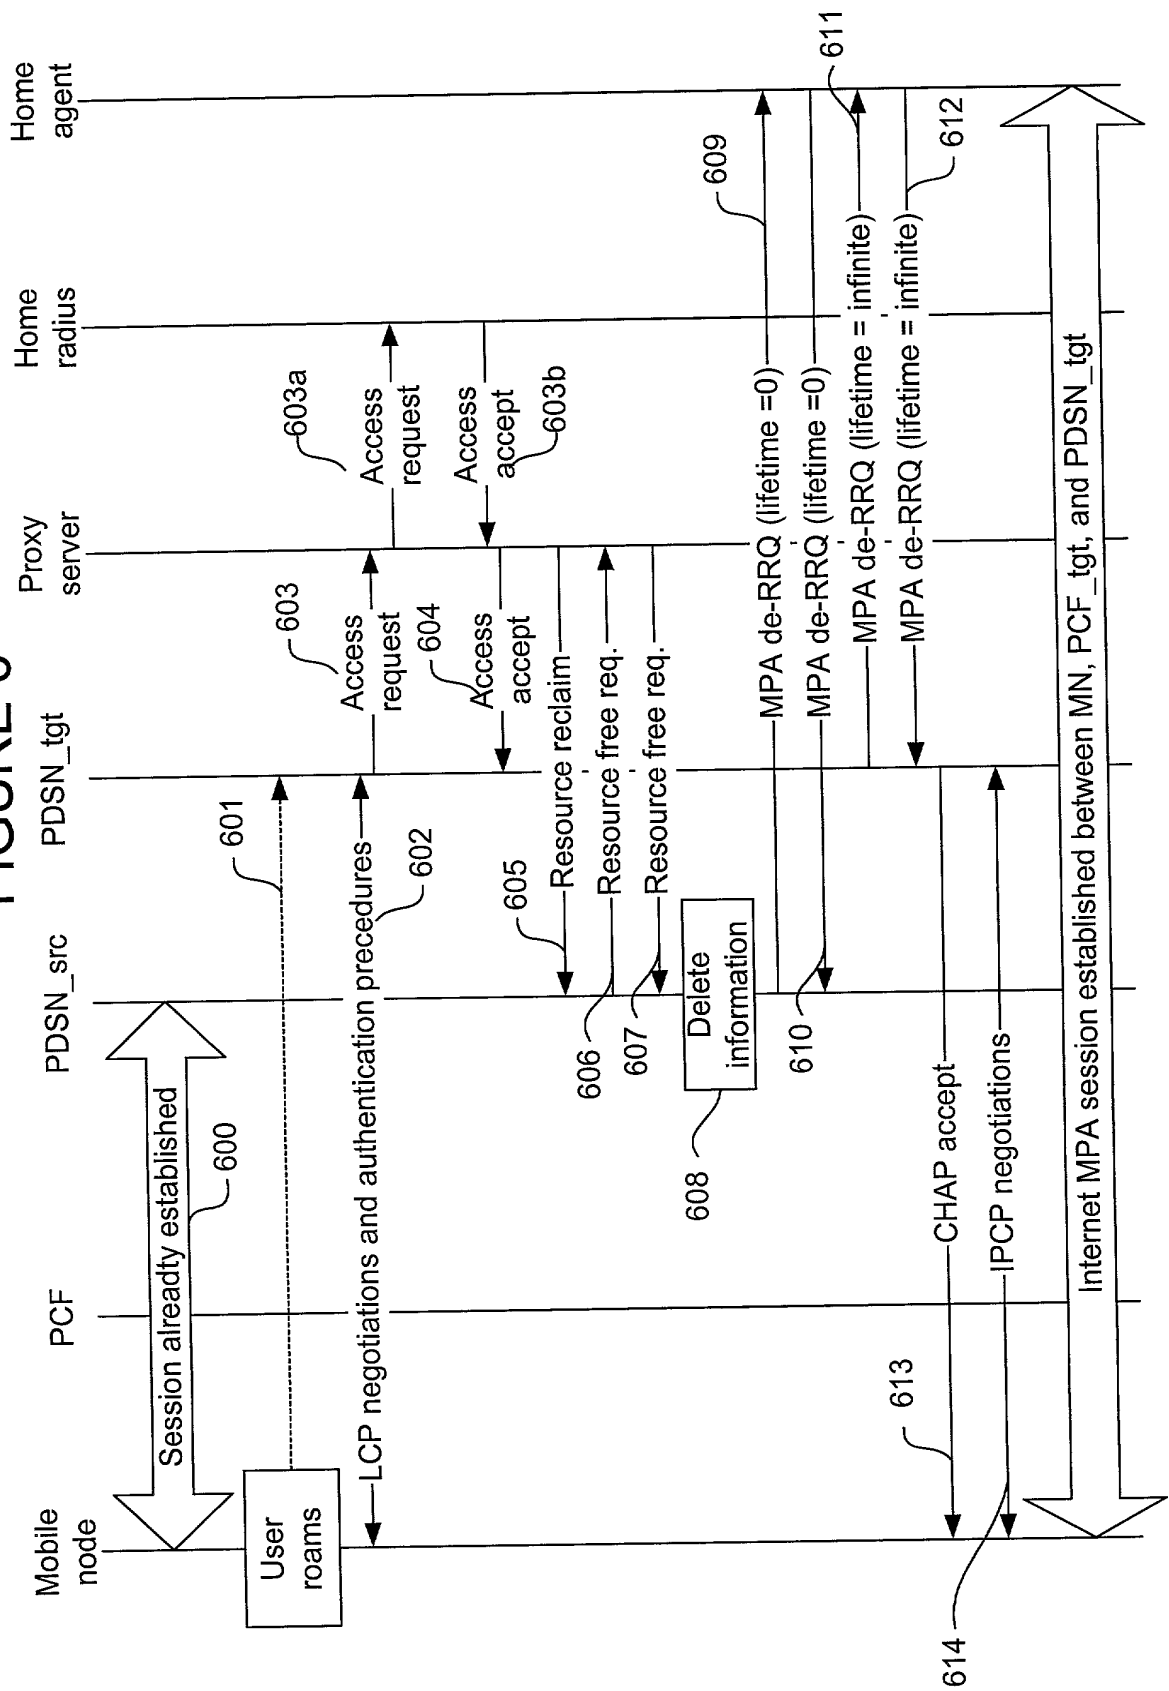 Mobile
node
PCF
PDSN_src
PDSN_tgt
Proxy
server
Home
radius
Home
agent
Session alreadty established
600
User
roams
601
LCP negotiations and authentication precedures
602
603
Access
request
603a
Access
request
Access
accept
603b
604
Access
accept
605
Resource reclaim
606
Resource free req.
607
Resource free req.
608
Delete
information
609
MPA de-RRQ (lifetime =0)
610
MPA de-RRQ (lifetime =0)
611
MPA de-RRQ (lifetime = infinite)
612
MPA de-RRQ (lifetime = infinite)
613
CHAP accept
614
IPCP negotiations
Internet MPA session established between MN, PCF_tgt, and PDSN_tgt